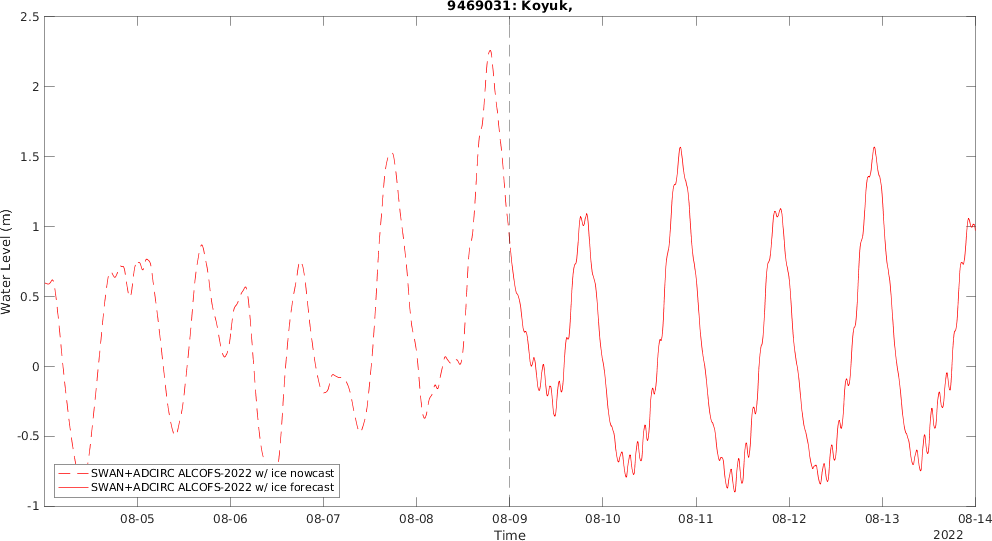 9469031: Koyuk,
2.5
2
1.5
1
0.5
0
-0.5
-1
Water Level (m)
SWAN+ADCIRC ALCOFS-2022 w/ ice nowcast
SWAN+ADCIRC ALCOFS-2022 w/ ice forecast
08-05 08-06 08-07 08-08 08-09 08-10 08-11 08-12 08-13 08-14
Time
2022